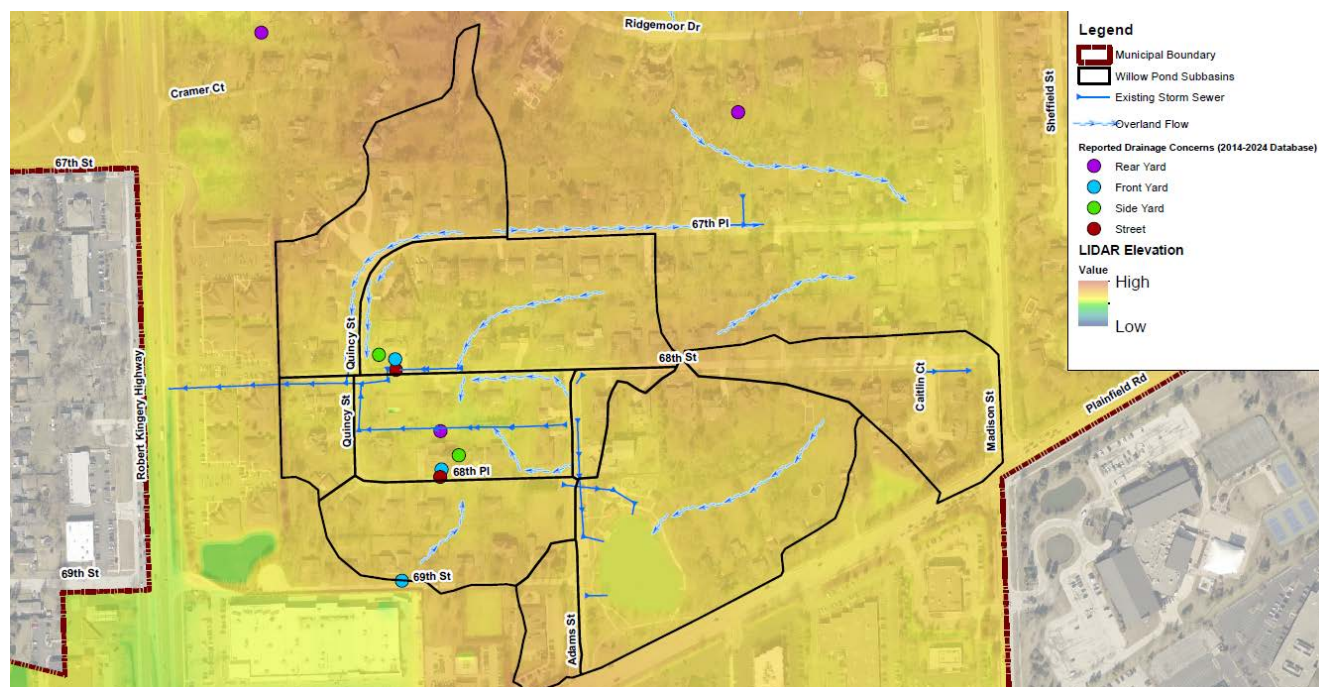 Ridgemoor Dr
Cramer Ct
Sheffield St
67th St
67th Pl
Robert Kingery Highway
Quincy St
68th St
Caitlin Ct
Madison St
Plainfield Rd
Quincy St
68th Pl
69th St
69th St
Adams St
Legend
Municipal Boundary
Willow Pond Subbasins
Existing Storm Sewer
Overland Flow
Reported Drainage Concerns (2014-2024 Database)
Rear Yard
Front Yard
Side Yard
Street
LIDAR Elevation
Value
High
Low